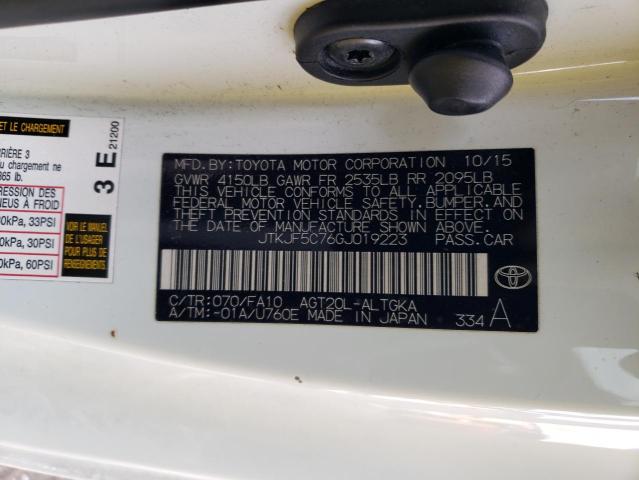 ET LE CHARGEMENT
RIÈRE 3
u chargement ne
365 lb.
RESSION DES
NEUS À FROID
0kPa, 33PSI
0kPa, 30PSI
0kPa, 60PSI
VOIR LE MANUEL
DE L'USAGER
POUR PLUS DE
RENSEIGNEMENTS
3 E
21200
MFD.BY:TOYOTA MOTOR CORPORATION 10/15
GVWR 4150LB GAWR FR 2535LB RR 2095LB
THIS VEHICLE CONFORMS TO ALL APPLICABLE
FEDERAL MOTOR VEHICLE SAFETY,BUMPER,AND
THEFT PREVENTION STANDARDS IN EFFECT ON
THE DATE OF MANUFACTURE SHOWN ABOVE.
JTKJF5C76GJ019223 PASS.CAR
C/TR:070/FA10 AGT20L-ALTGKA
A/TM:-01A/U760E MADE IN JAPAN 334 A
TOYOTA